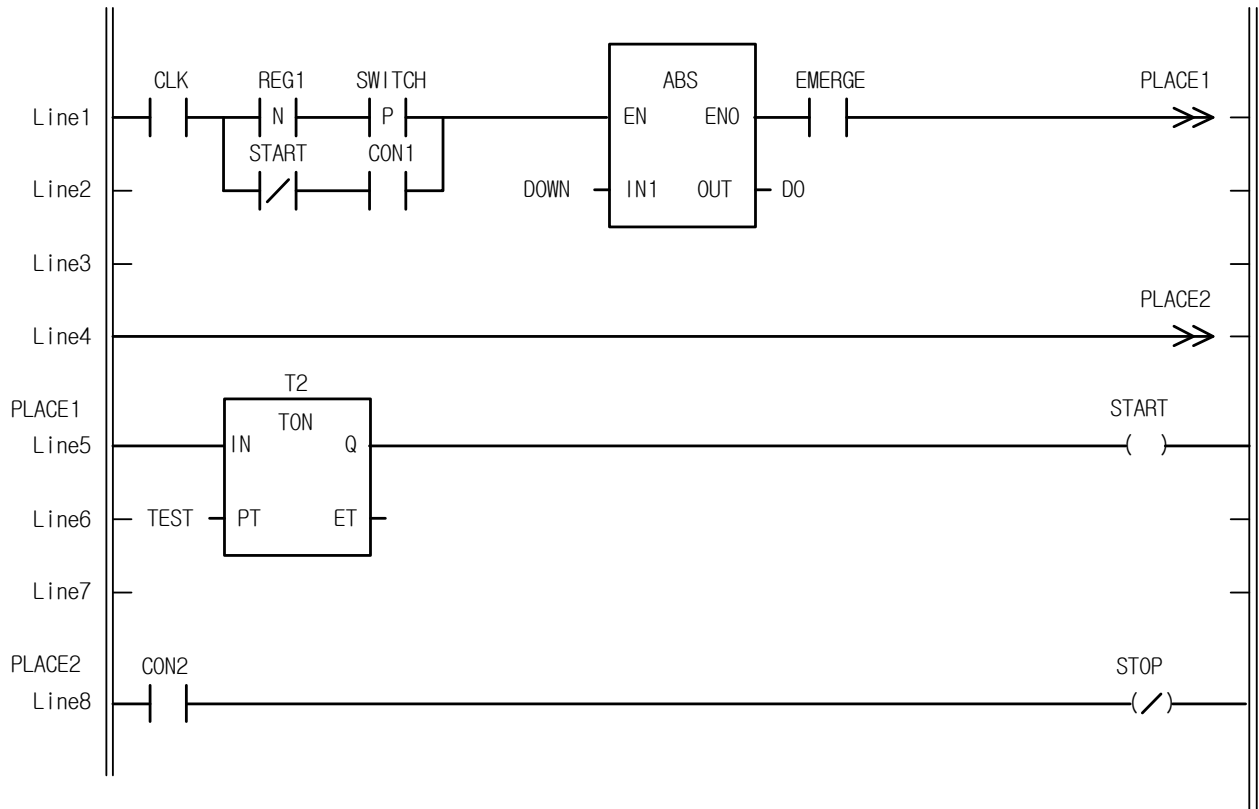 CLK REG1 SWITCH ABS EMERGE PLACE1
Line1 N P EN ENO
START CON1
Line2 DOWN IN1 OUT DO
Line3
PLACE2
Line4
T2
PLACE1 TON START
Line5 IN Q ( )
Line6 TEST PT ET
Line7
PLACE2 CON2 STOP
Line8 (/)